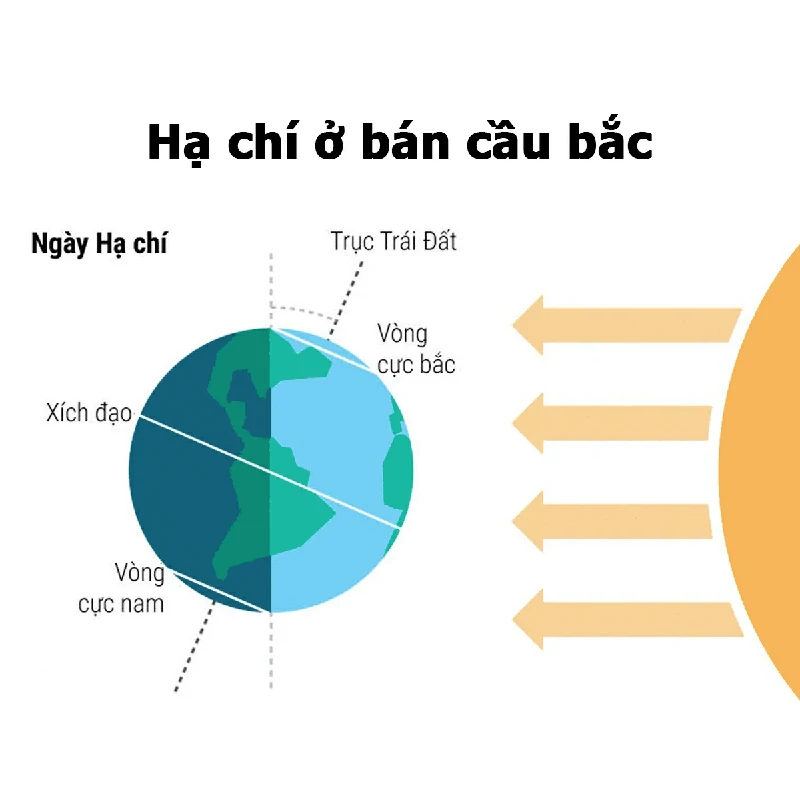 Hạ chí ở bán cầu bắc
Ngày Hạ chí
Trục Trái Đất
Vòng
cực bắc
Xích đạo
Vòng
cực nam